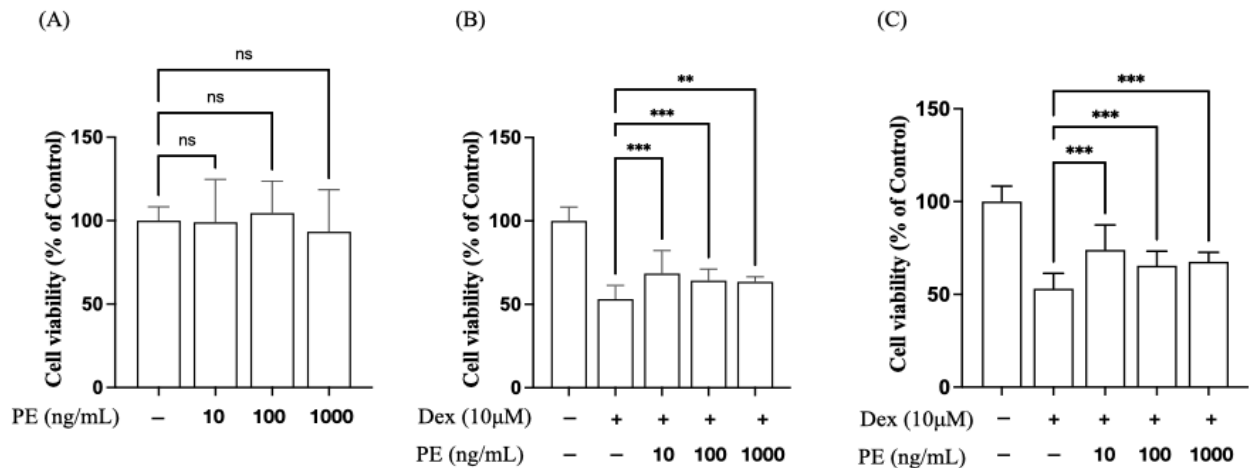 (A)
ns
ns
ns
Cell viability (% of Control)
150
100
50
0
PE (ng/mL) – 10 100 1000
(B)
**
***
***
Cell viability (% of Control)
150
100
50
0
Dex (10μM) – + + + +
PE (ng/mL) – – 10 100 1000
(C)
***
***
***
Cell viability (% of Control)
150
100
50
0
Dex (10μM) – + + + +
PE (ng/mL) – – 10 100 1000